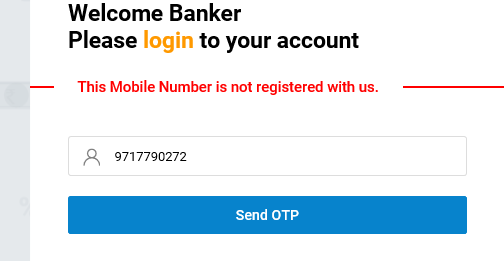 Welcome Banker
Please login to your account
This Mobile Number is not registered with us.
9717790272
Send OTP